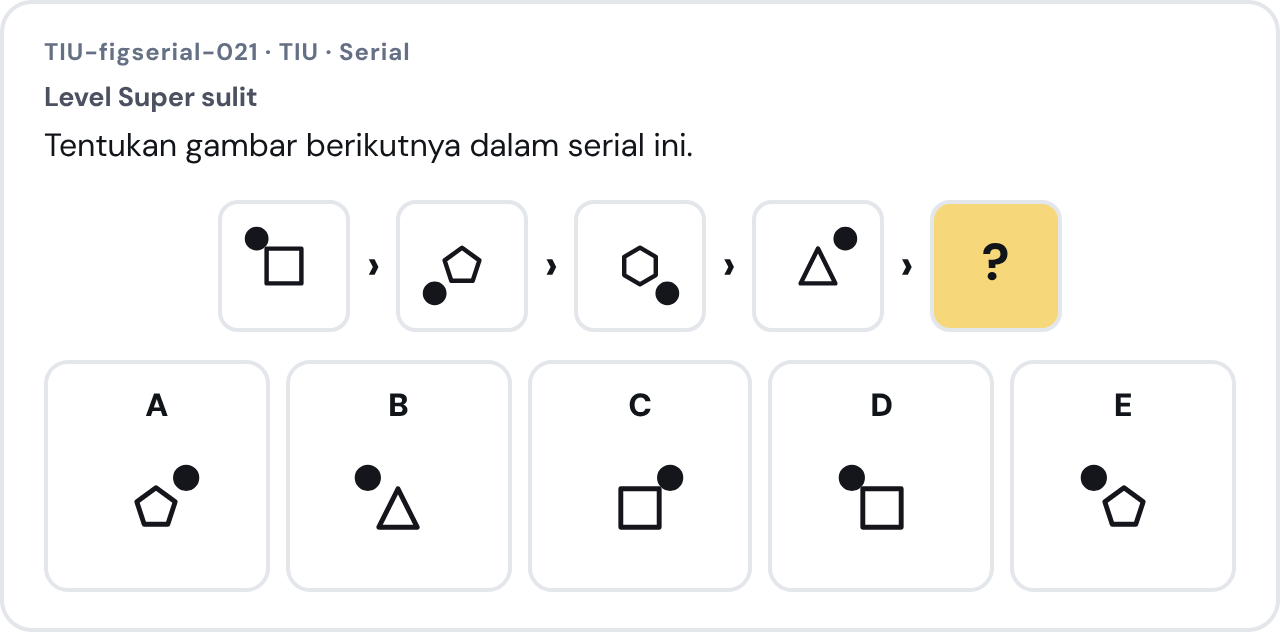 TIU-figserial-021 · TIU · Serial
Level Super sulit
Tentukan gambar berikutnya dalam serial ini.
› › › › ?
A B C D E